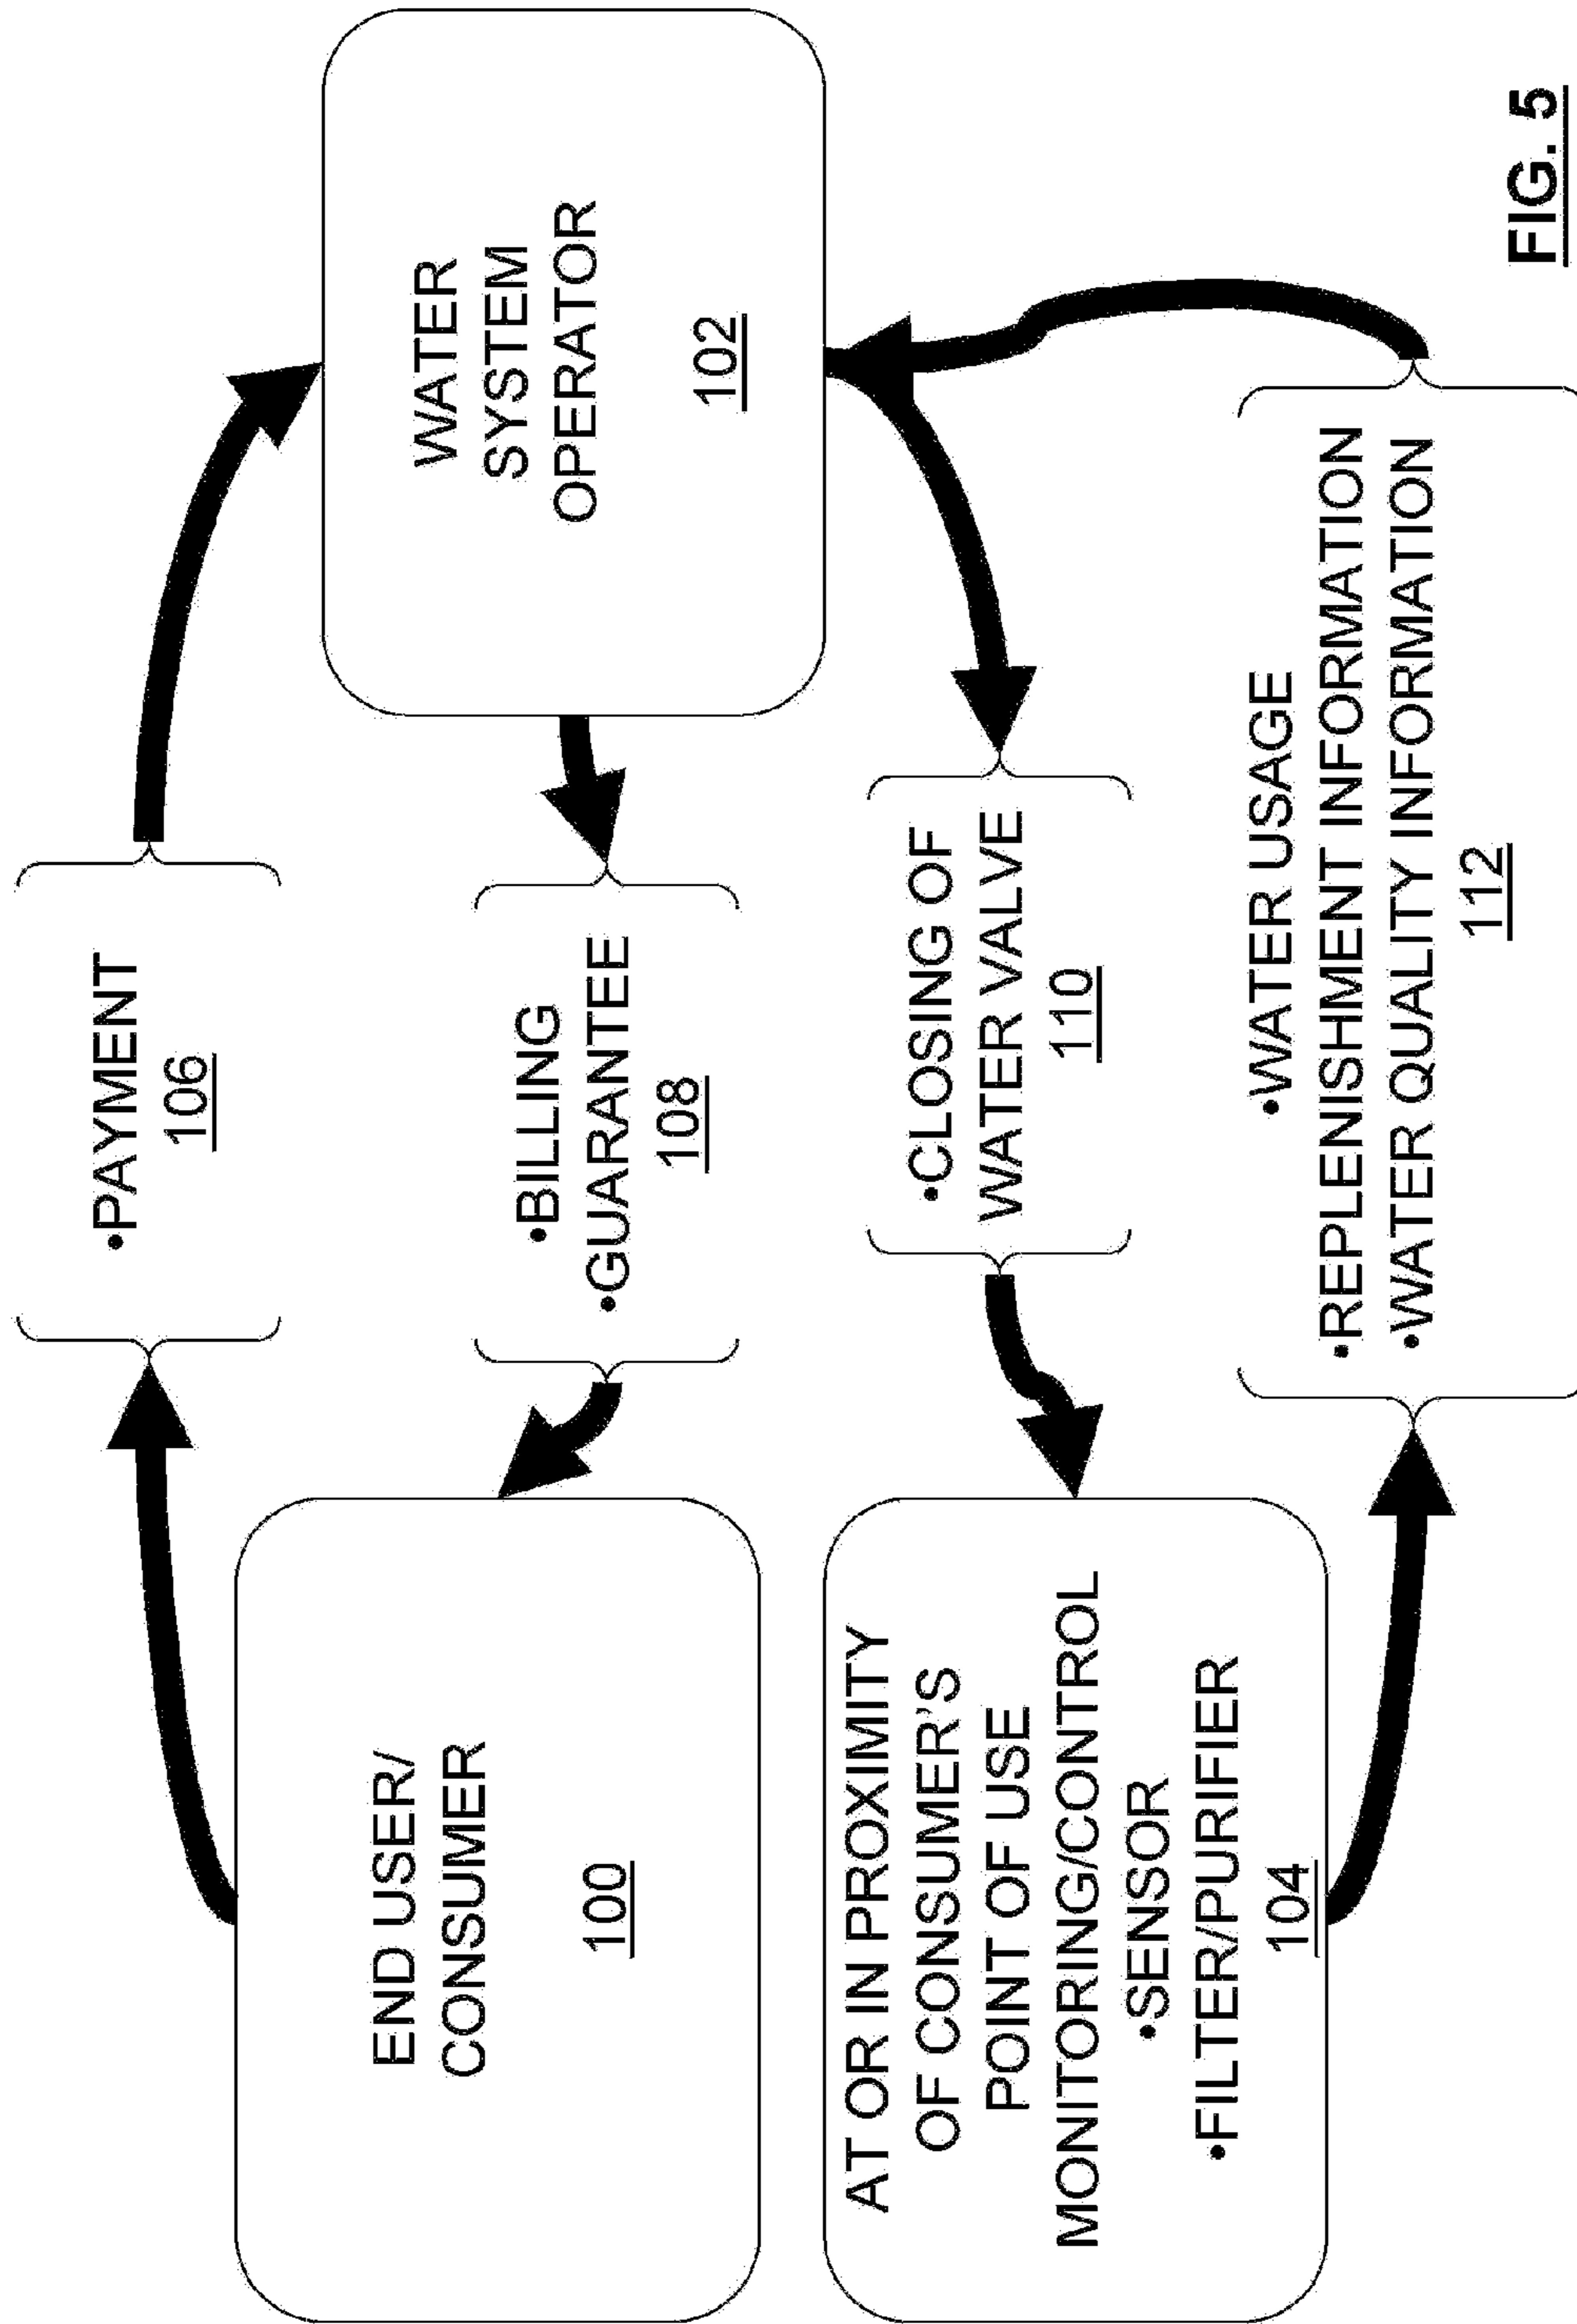 •PAYMENT
106
END USER/
CONSUMER
100
•BILLING
•GUARANTEE
108
WATER
SYSTEM
OPERATOR
102
•CLOSING OF
WATER VALVE
110
AT OR IN PROXIMITY
OF CONSUMER'S
POINT OF USE
MONITORING/CONTROL
•SENSOR
•FILTER/PURIFIER
104
•WATER USAGE
•REPLENISHMENT INFORMATION
•WATER QUALITY INFORMATION
112
FIG. 5